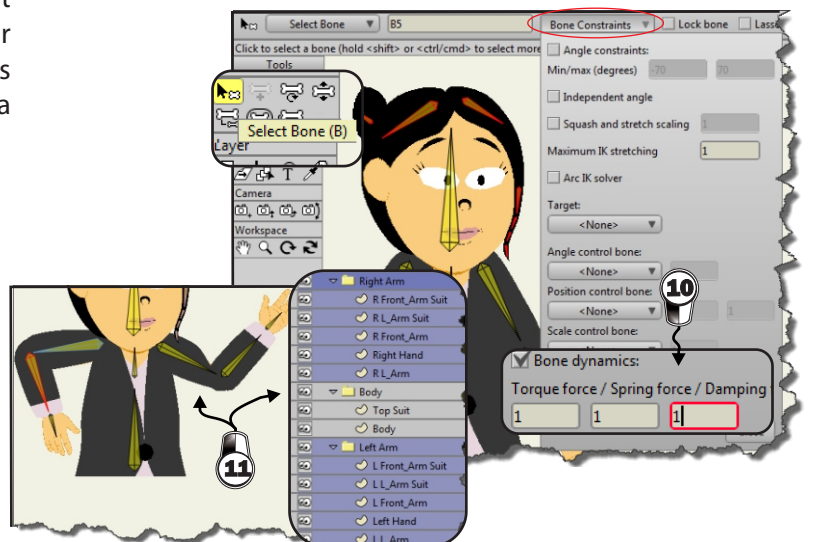 t
r
s
a
Select Bone
B5
Bone Constraints
Lock bone
Lasso
Click to select a bone (hold <shift> or <ctrl/cmd> to select more
Tools
Select Bone (B)
Layer
T
Camera
Workspace
Angle constraints:
Min/max (degrees) -70 70
Independent angle
Squash and stretch scaling 1
Maximum IK stretching 1
Arc IK solver
Target:
<None>
Angle control bone:
<None>
Position control bone:
<None> 1
Scale control bone:
10
Bone dynamics:
Torque force / Spring force / Damping
1 1 1
11
Right Arm
R Front_Arm Suit
R L_Arm Suit
R Front_Arm
Right Hand
R L_Arm
Body
Top Suit
Body
Left Arm
L Front_Arm Suit
L L_Arm Suit
L Front_Arm
Left Hand
L L_Arm